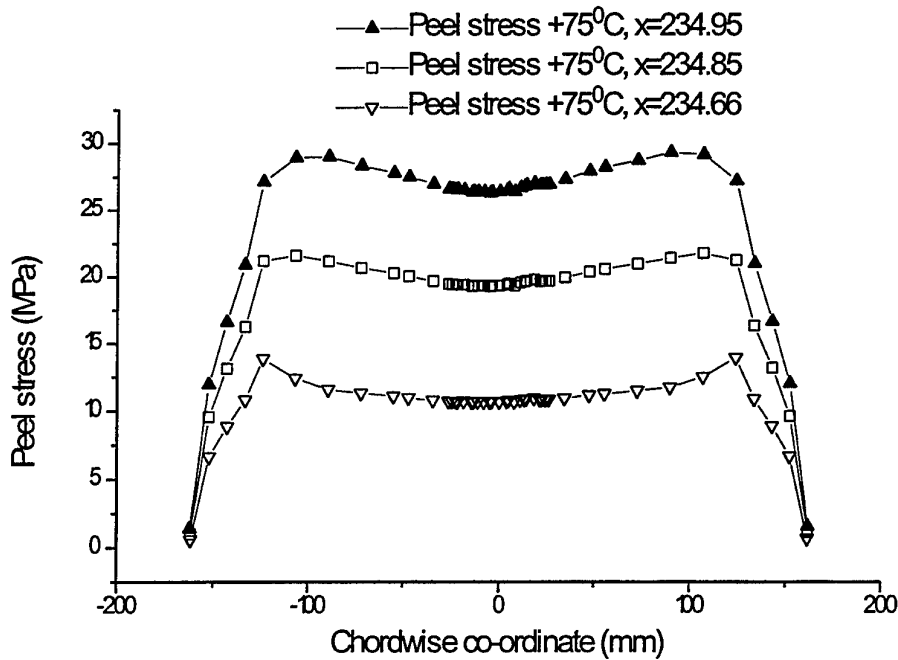 Peel stress +75⁰C, x=234.95
Peel stress +75⁰C, x=234.85
Peel stress +75⁰C, x=234.66
30
25
20
15
10
5
0
Peel stress (MPa)
-200 -100 0 100 200
Chordwise co-ordinate (mm)